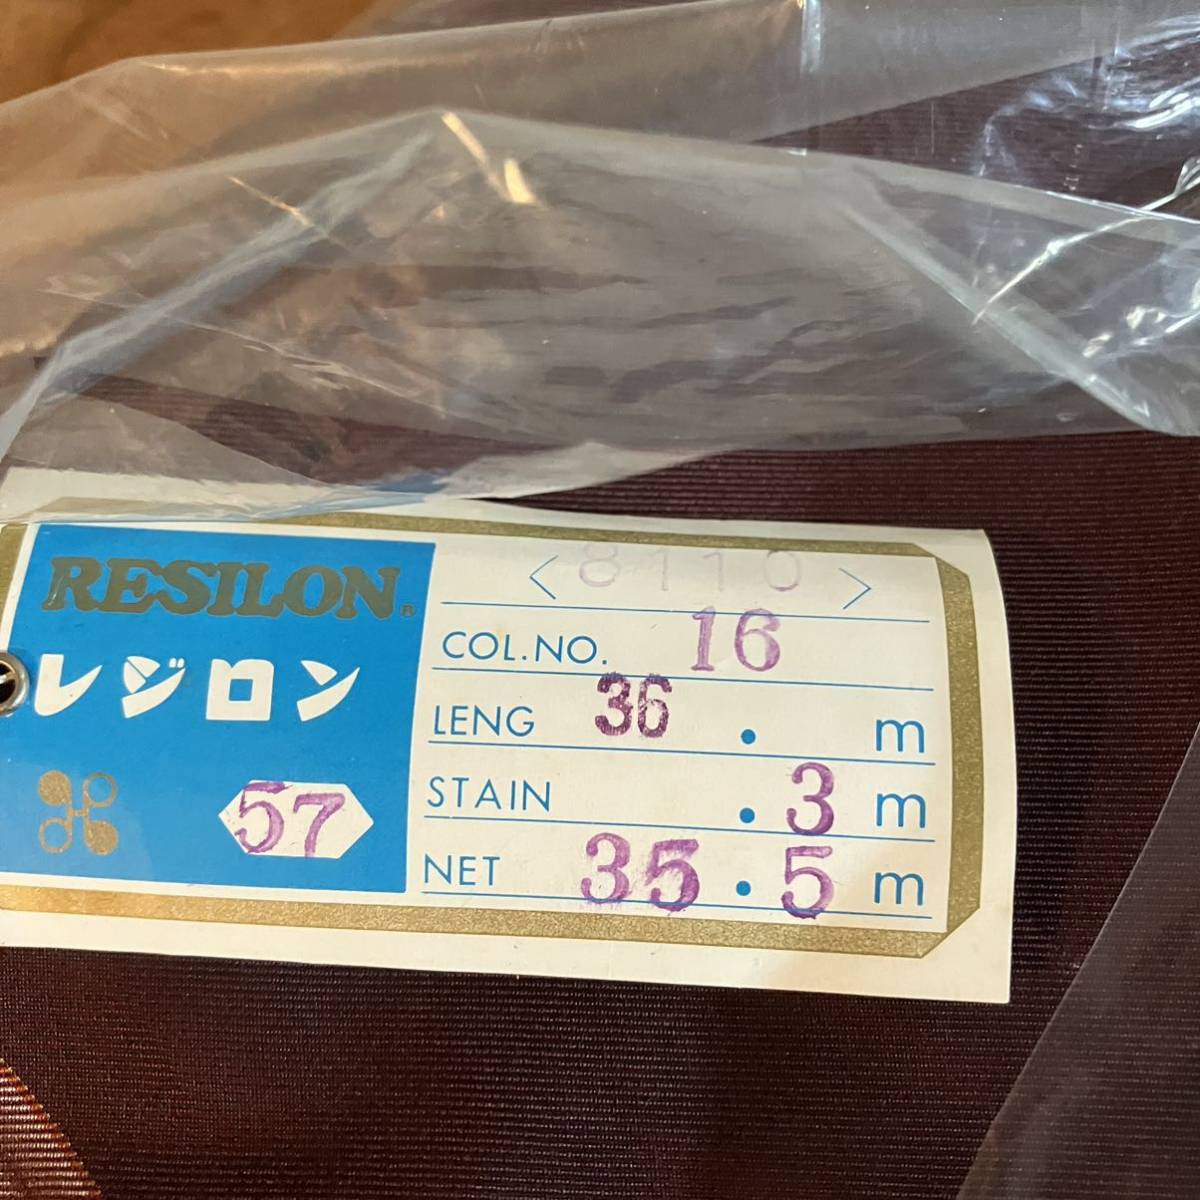 RESILON®
レジロン
57
< 8110 >
COL.NO. 16
LENG 36 . m
STAIN . 3 m
NET 35 . 5 m